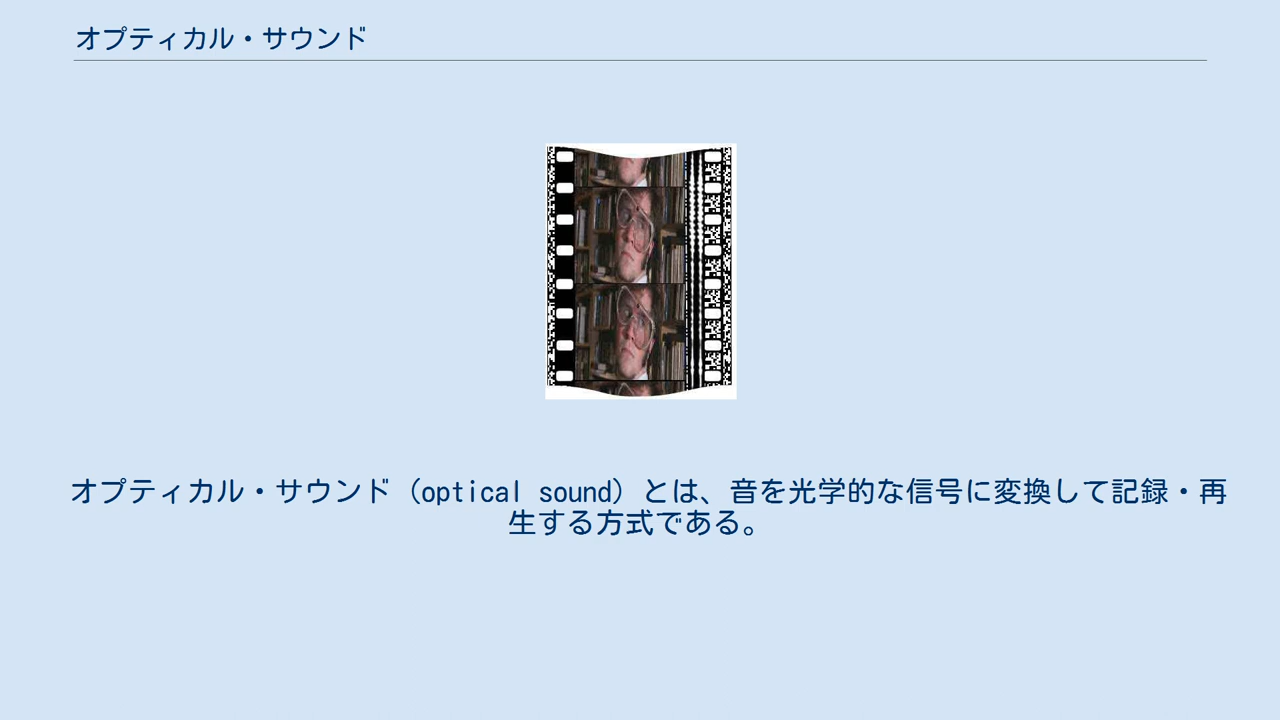 オプティカル・サウンド
オプティカル・サウンド（optical sound）とは、音を光学的な信号に変換して記録・再
生する方式である。